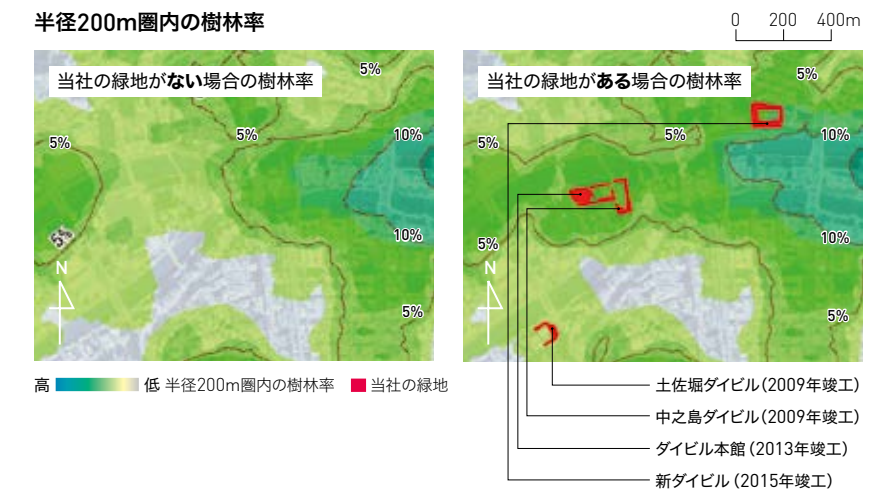 半径200m圏内の樹林率
0 200 400m
当社の緑地がない場合の樹林率
5%
5%
5%
10%
5%
10%
5%
N
当社の緑地がある場合の樹林率
5%
5%
5%
10%
5%
10%
5%
N
高 低 半径200m圏内の樹林率 当社の緑地
土佐堀ダイビル(2009年竣工)
中之島ダイビル(2009年竣工)
ダイビル本館(2013年竣工)
新ダイビル(2015年竣工)